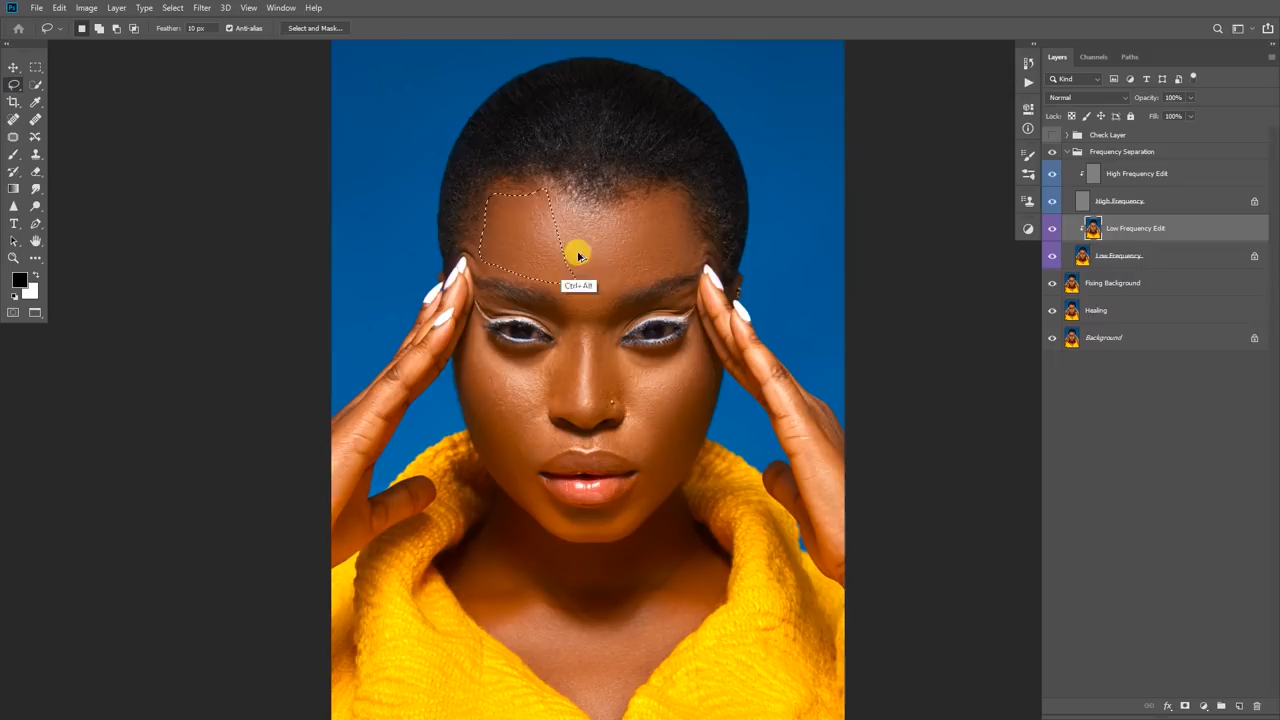 Ps File Edit Image Layer Type Select Filter 3D View Window Help
Feather: 10 px Anti-alias Select and Mask...
Layers Channels Paths
Kind
Normal Opacity: 100%
Lock: Fill: 100%
Check Layer
Frequency Separation
High Frequency Edit
High Frequency
Low Frequency Edit
Low Frequency
Fixing Background
Healing
Background
Ctrl+Alt